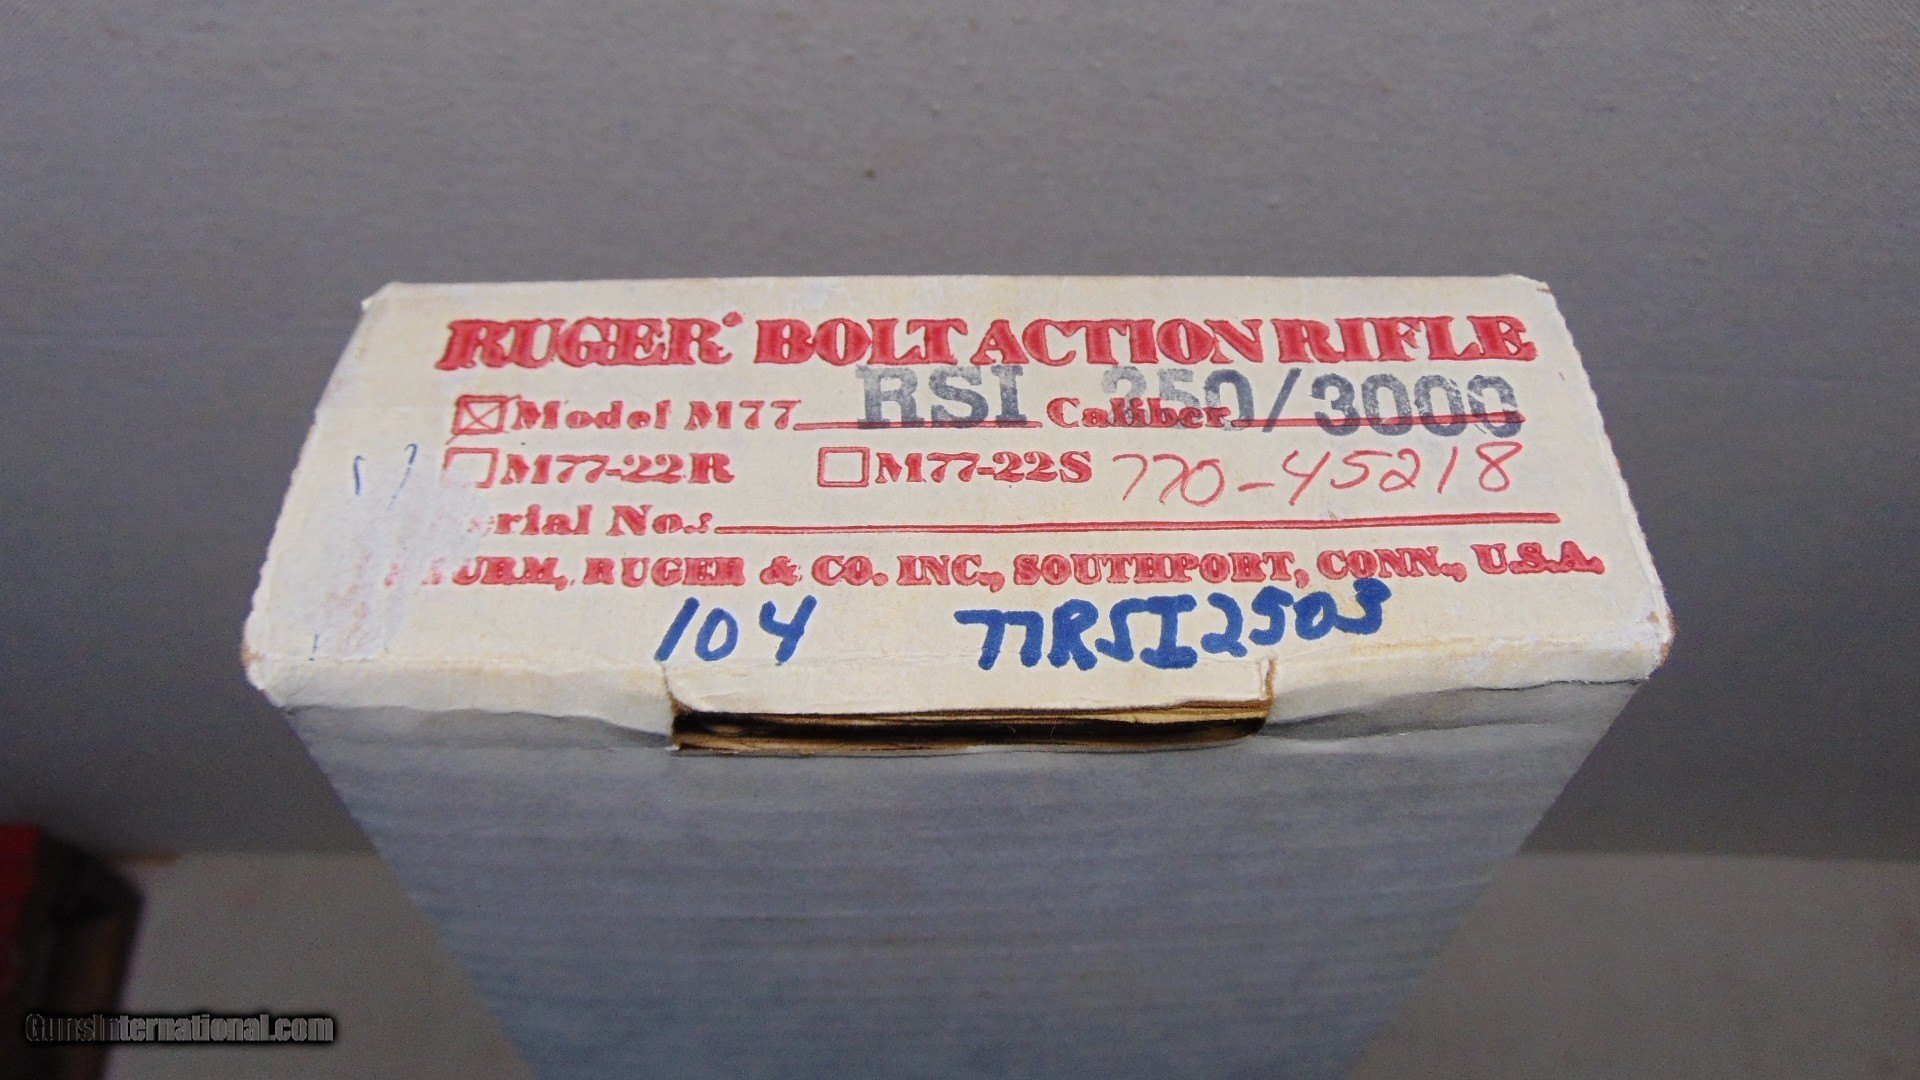 RUGER® BOLT ACTION RIFLE
☒ Model M77 RSI Caliber 250/3000
☐ M77-22R ☐ M77-22S 770-45218
Serial No.:
STURM, RUGER & CO. INC., SOUTHPORT, CONN., U.S.A.
104 77RSI2503
GunsInternational.com